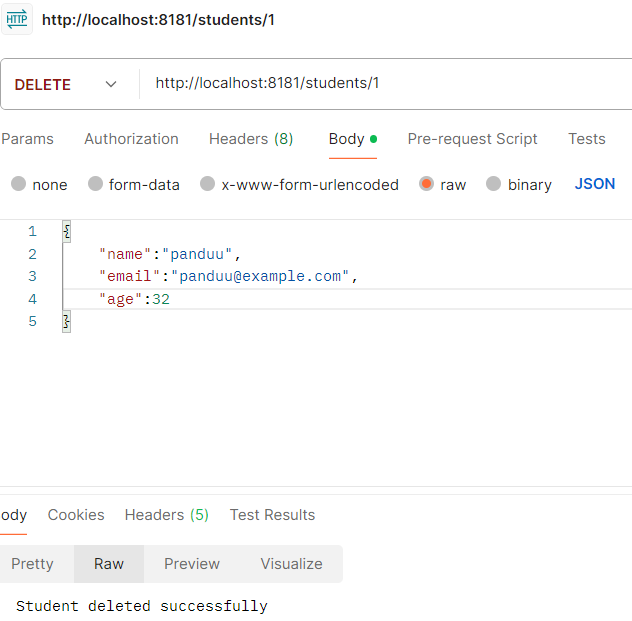 HTTP http://localhost:8181/students/1
DELETE http://localhost:8181/students/1
Params Authorization Headers (8) Body Pre-request Script Tests
none form-data x-www-form-urlencoded raw binary JSON
1 {
2 "name":"panduu",
3 "email":"panduu@example.com",
4 "age":32
5 }
ody Cookies Headers (5) Test Results
Pretty Raw Preview Visualize
Student deleted successfully